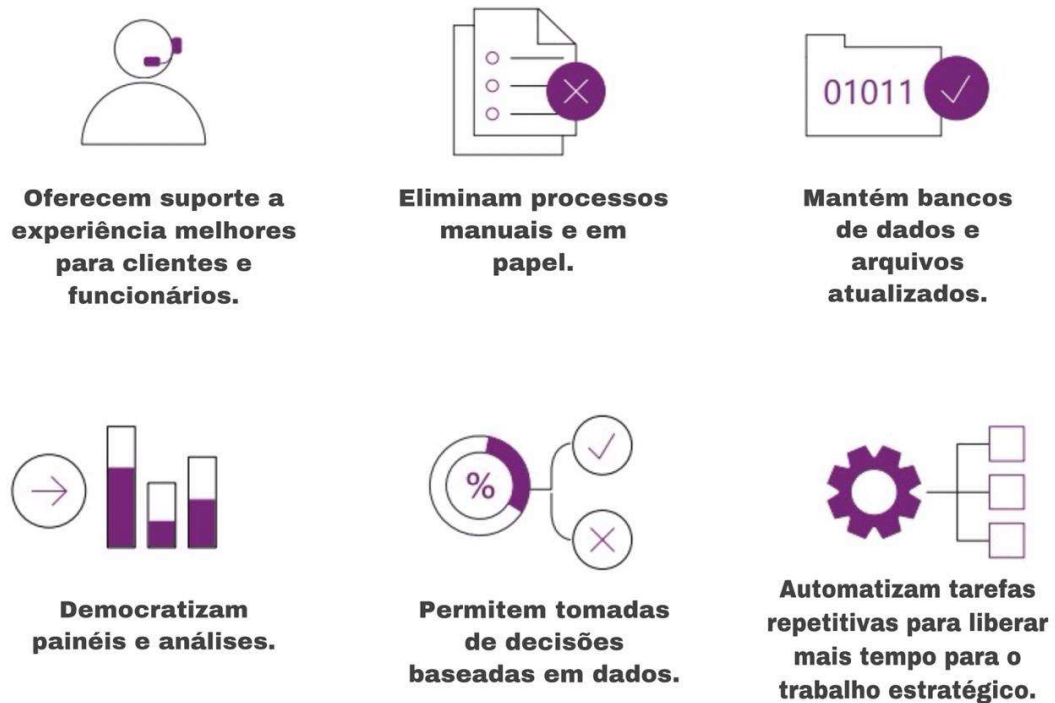 01011
Oferecem suporte a
experiência melhores
para clientes e
funcionários.
Eliminam processos
manuais e em
papel.
Mantém bancos
de dados e
arquivos
atualizados.
%
Democratizam
painéis e análises.
Permitem tomadas
de decisões
baseadas em dados.
Automatizam tarefas
repetitivas para liberar
mais tempo para o
trabalho estratégico.